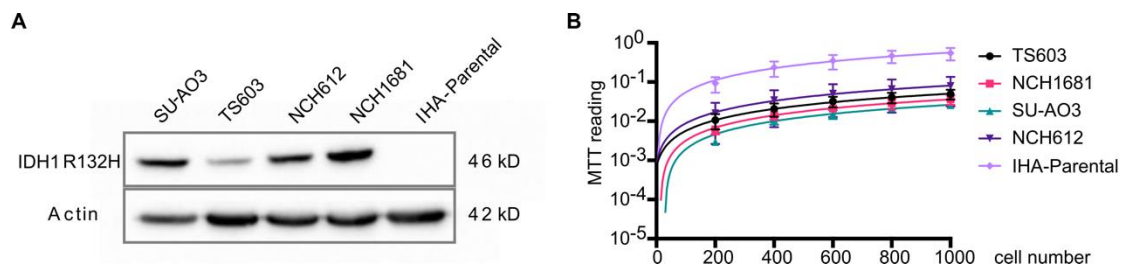 A
SU-AO3
TS603
NCH612
NCH1681
IHA-Parental
IDH1 R132H
46 kD
Actin
42 kD
B
MTT reading
10⁰
10⁻¹
10⁻²
10⁻³
10⁻⁴
10⁻⁵
0 200 400 600 800 1000 cell number
TS603
NCH1681
SU-AO3
NCH612
IHA-Parental